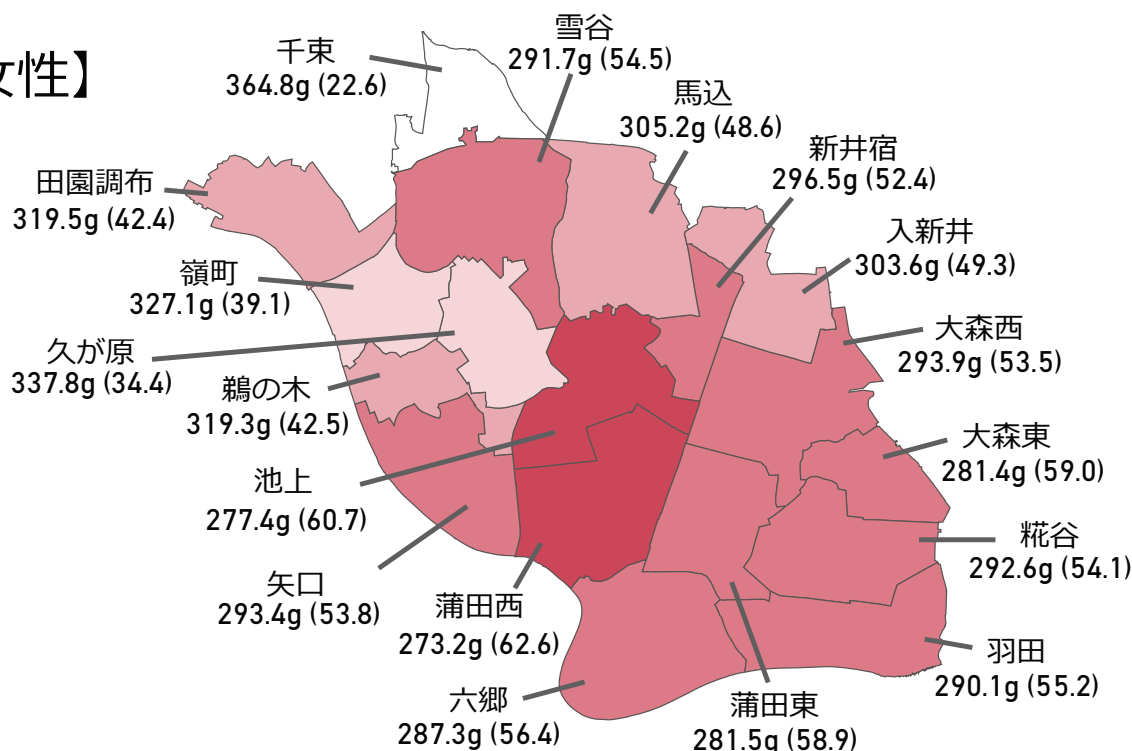 女性】
千束
364.8g (22.6)
雪谷
291.7g (54.5)
馬込
305.2g (48.6)
新井宿
296.5g (52.4)
田園調布
319.5g (42.4)
入新井
303.6g (49.3)
嶺町
327.1g (39.1)
大森西
293.9g (53.5)
久が原
337.8g (34.4)
鵜の木
319.3g (42.5)
大森東
281.4g (59.0)
池上
277.4g (60.7)
糀谷
292.6g (54.1)
矢口
293.4g (53.8)
蒲田西
273.2g (62.6)
羽田
290.1g (55.2)
六郷
287.3g (56.4)
蒲田東
281.5g (58.9)